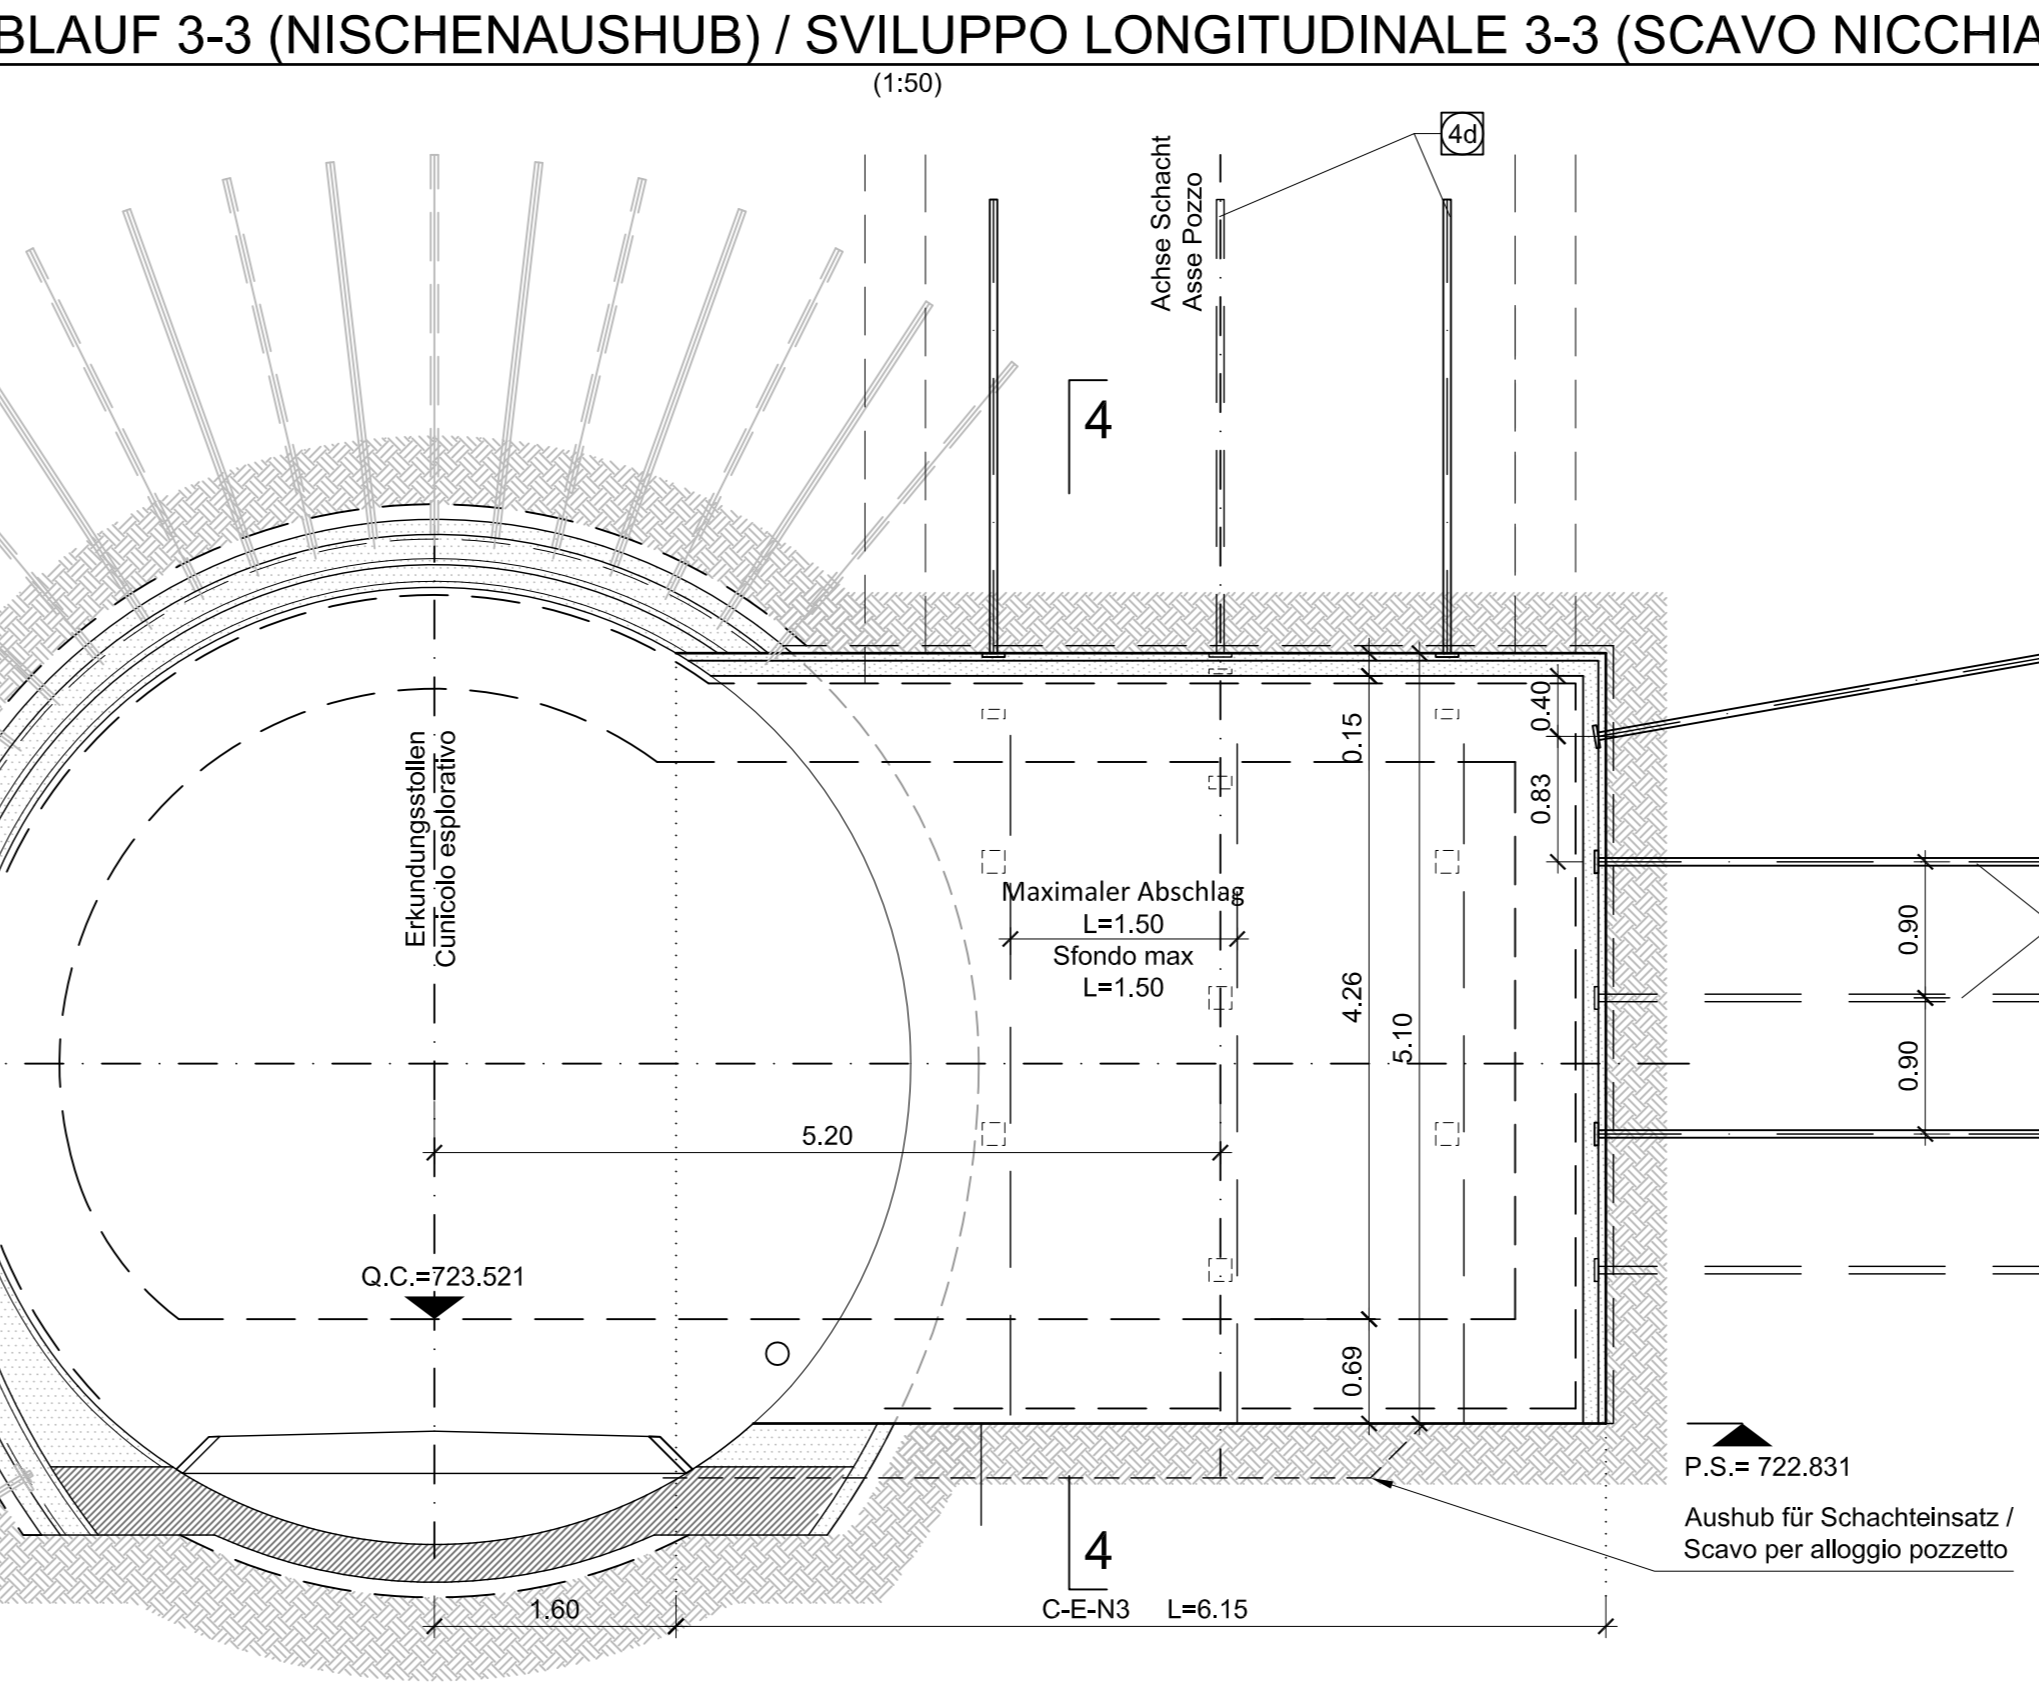 BLAUF 3-3 (NISCHENAUSHUB) / SVILUPPO LONGITUDINALE 3-3 (SCAVO NICCHIA
(1:50)
4d
Achse Schacht
Asse Pozzo
4
Erkundungsstollen
Cunicolo esplorativo
0.15
0.40
0.83
Maximaler Abschlag
L=1.50
Sfondo max
L=1.50
4.26
5.10
0.90
0.90
5.20
Q.C.=723.521
0.69
P.S.= 722.831
Aushub für Schachteinsatz /
Scavo per alloggio pozzetto
4
1.60
C-E-N3 L=6.15